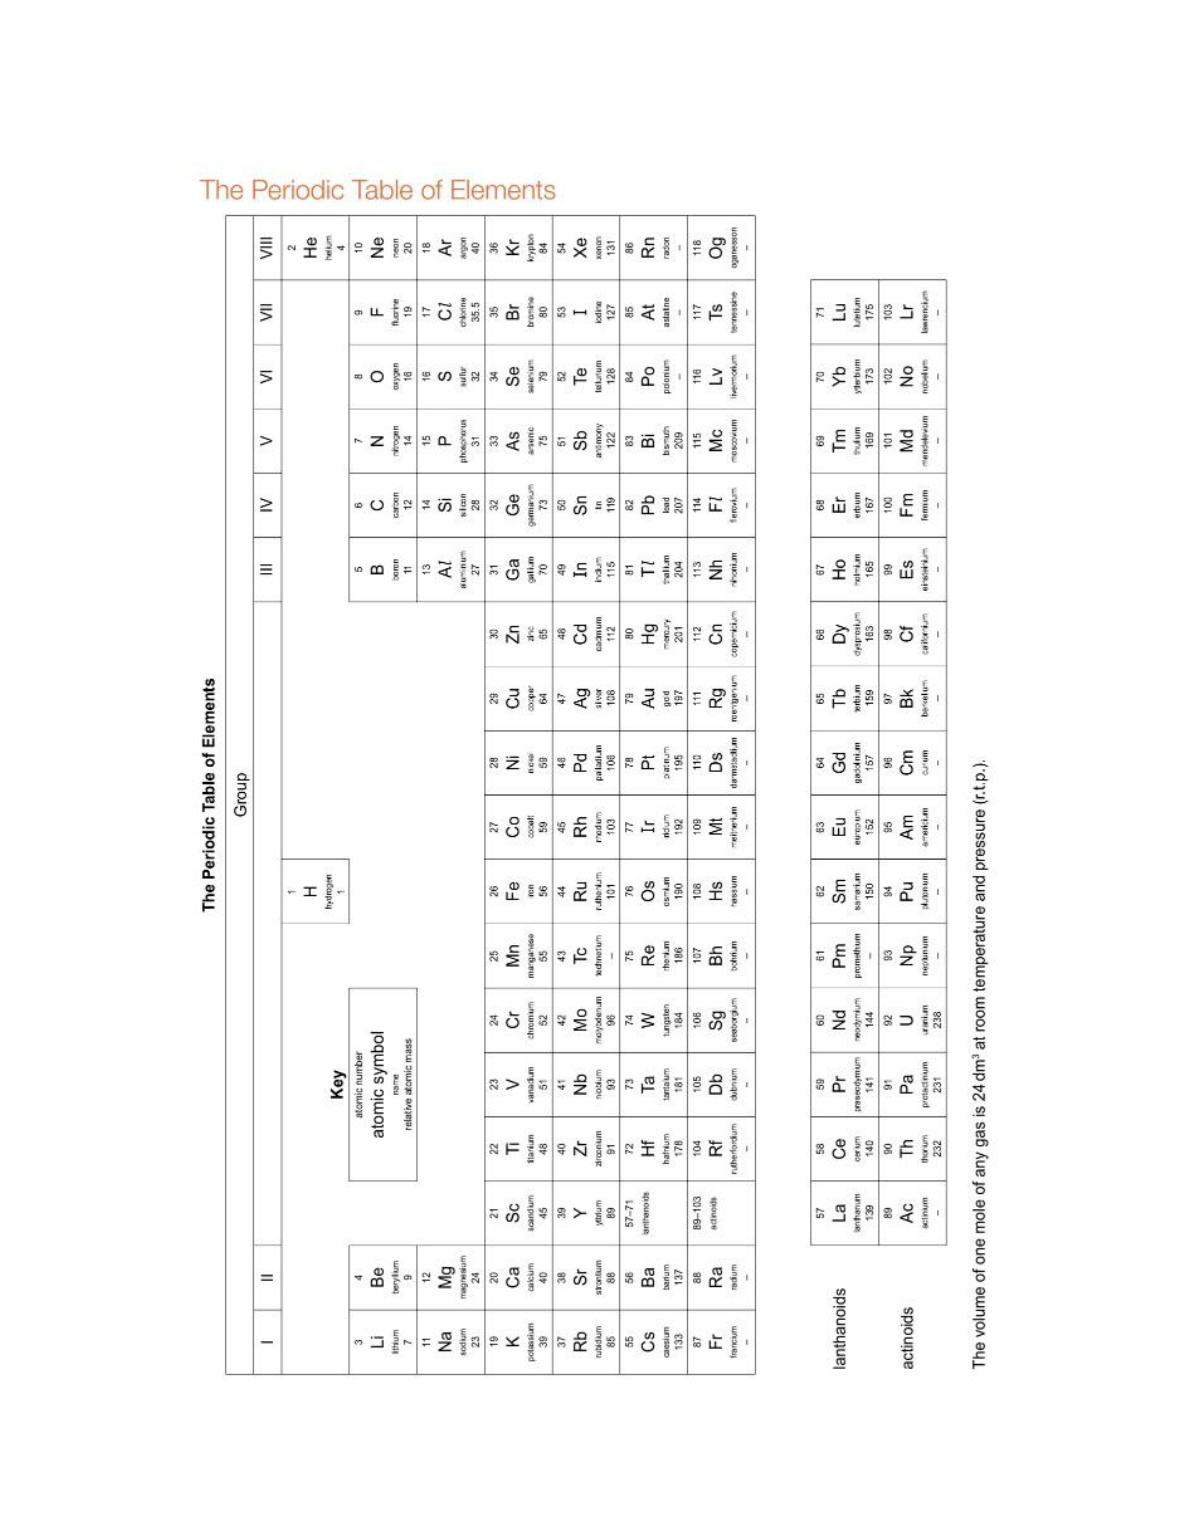 The Periodic Table of Elements
The Periodic Table of Elements
Group
I II III IV V VI VII VIII
1 2
H He
hydrogen helium
1 4
Key
atomic number
atomic symbol
name
relative atomic mass
3 4 5 6 7 8 9 10
Li Be B C N O F Ne
lithium beryllium boron carbon nitrogen oxygen fluorine neon
7 9 11 12 14 16 19 20
11 12 13 14 15 16 17 18
Na Mg Al Si P S Cl Ar
sodium magnesium aluminum silicon phosphorus sulfur chlorine argon
23 24 27 28 31 32 35.5 40
19 20 21 22 23 24 25 26 27 28 29 30 31 32 33 34 35 36
K Ca Sc Ti V Cr Mn Fe Co Ni Cu Zn Ga Ge As Se Br Kr
potassium calcium scandium titanium vanadium chromium manganese iron cobalt nickel copper zinc gallium germanium arsenic selenium bromine krypton
39 40 45 48 51 52 55 56 59 59 64 65 70 73 75 79 80 84
37 38 39 40 41 42 43 44 45 46 47 48 49 50 51 52 53 54
Rb Sr Y Zr Nb Mo Tc Ru Rh Pd Ag Cd In Sn Sb Te I Xe
rubidium strontium yttrium zirconium niobium molybdenum technetium ruthenium rhodium palladium silver cadmium indium tin antimony tellurium iodine xenon
85 88 89 91 93 96 – 101 103 106 108 112 115 119 122 128 127 131
55 56 57–71 72 73 74 75 76 77 78 79 80 81 82 83 84 85 86
Cs Ba lanthanoids Hf Ta W Re Os Ir Pt Au Hg Tl Pb Bi Po At Rn
caesium barium hafnium tantalum tungsten rhenium osmium iridium platinum gold mercury thallium lead bismuth polonium astatine radon
133 137 178 181 184 186 190 192 195 197 201 204 207 209 – – –
87 88 89–103 104 105 106 107 108 109 110 111 112 113 114 115 116 117 118
Fr Ra actinoids Rf Db Sg Bh Hs Mt Ds Rg Cn Nh Fl Mc Lv Ts Og
francium radium rutherfordium dubnium seaborgium bohrium hassium meitnerium darmstadtium roentgenium copernicium nihonium flerovium moscovium livermorium tennessine oganesson
– – – – – – – – – – – – – – – – –
57 58 59 60 61 62 63 64 65 66 67 68 69 70 71
lanthanoids La Ce Pr Nd Pm Sm Eu Gd Tb Dy Ho Er Tm Yb Lu
lanthanum cerium praseodymium neodymium promethium samarium europium gadolinium terbium dysprosium holmium erbium thulium ytterbium lutetium
139 140 141 144 – 150 152 157 159 163 165 167 169 173 175
89 90 91 92 93 94 95 96 97 98 99 100 101 102 103
actinoids Ac Th Pa U Np Pu Am Cm Bk Cf Es Fm Md No Lr
actinium thorium protactinium uranium neptunium plutonium americium curium berkelium californium einsteinium fermium mendelevium nobelium lawrencium
– 232 231 238 – – – – – – – – – – –
The volume of one mole of any gas is 24 dm³ at room temperature and pressure (r.t.p.).